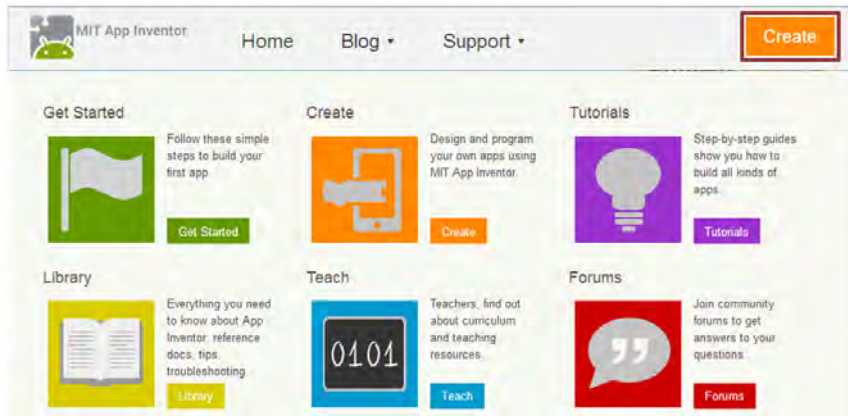 MIT App Inventor
Home
Blog
Support
Create
Get Started
Follow these simple
steps to build your
first app.
Get Started
Create
Design and program
your own apps using
MIT App Inventor.
Create
Tutorials
Step-by-step guides
show you how to
build all kinds of
apps.
Tutorials
Library
Everything you need
to know about App
Inventor: reference
docs, tips,
troubleshooting.
Library
Teach
0101
Teachers, find out
about curriculum
and teaching
resources.
Teach
Forums
Join community
forums to get
answers to your
questions.
Forums